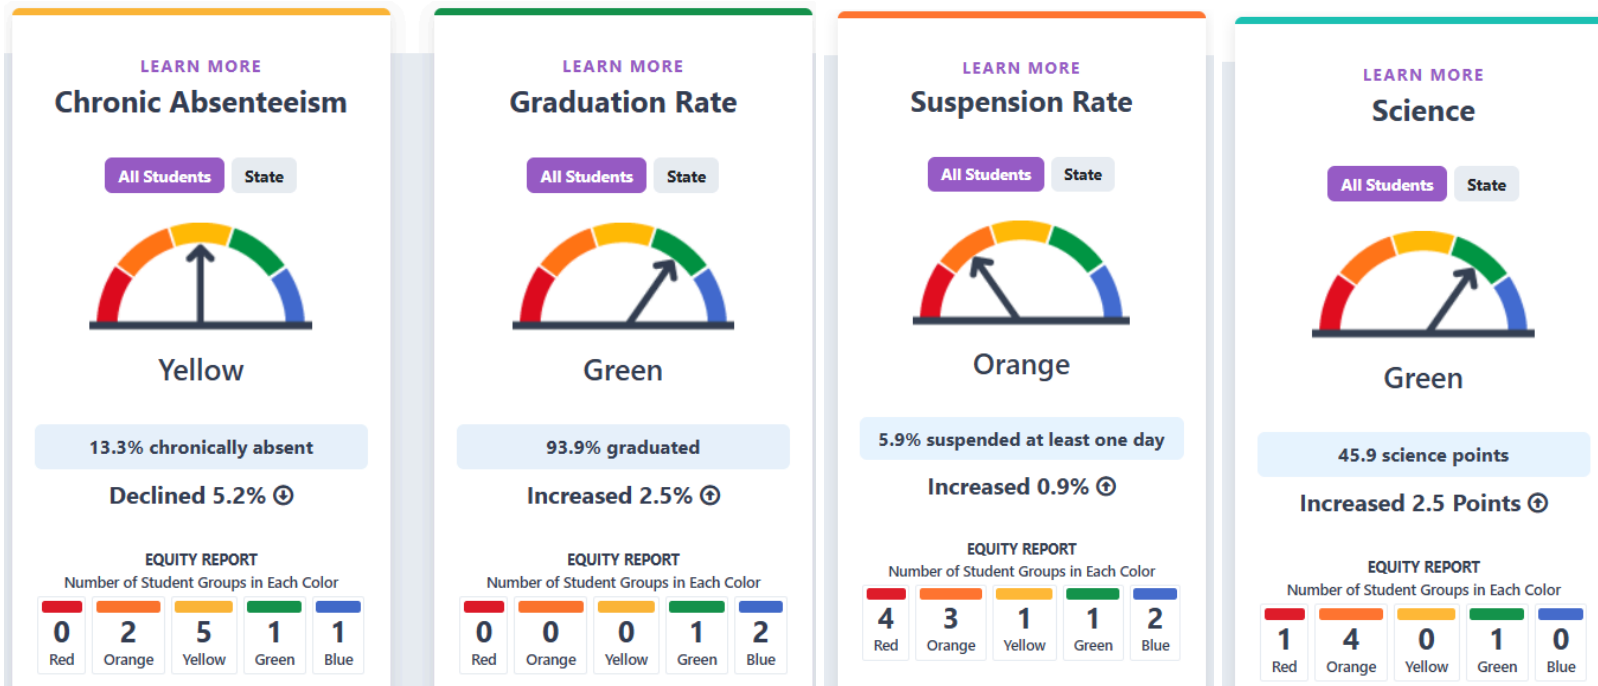 LEARN MORE
Chronic Absenteeism
All Students State
Yellow
13.3% chronically absent
Declined 5.2%
EQUITY REPORT
Number of Student Groups in Each Color
0 2 5 1 1
Red Orange Yellow Green Blue
LEARN MORE
Graduation Rate
All Students State
Green
93.9% graduated
Increased 2.5%
EQUITY REPORT
Number of Student Groups in Each Color
0 0 0 1 2
Red Orange Yellow Green Blue
LEARN MORE
Suspension Rate
All Students State
Orange
5.9% suspended at least one day
Increased 0.9%
EQUITY REPORT
Number of Student Groups in Each Color
4 3 1 1 2
Red Orange Yellow Green Blue
LEARN MORE
Science
All Students State
Green
45.9 science points
Increased 2.5 Points
EQUITY REPORT
Number of Student Groups in Each Color
1 4 0 1 0
Red Orange Yellow Green Blue